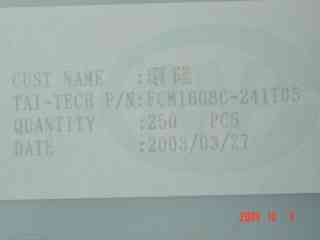 CUST NAME :
TAI-TECH P/N:FCM1608C-241T05
QUANTITY :250 PCS
DATE :2003/03/27